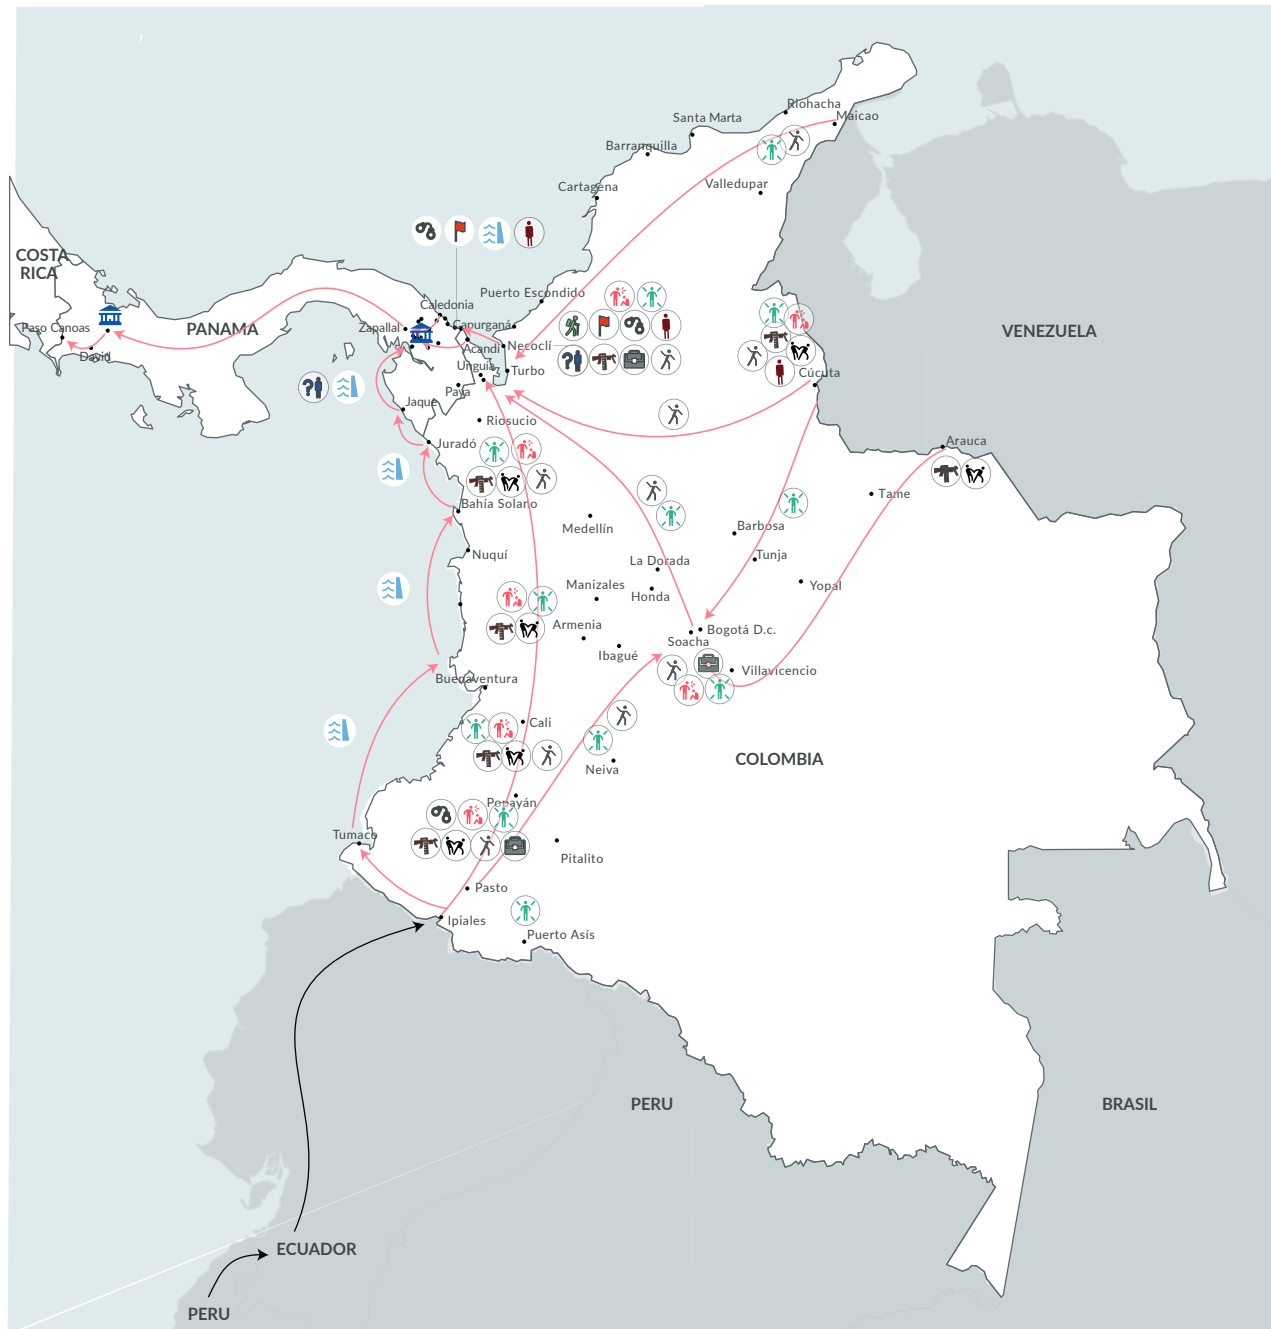 Riohacha
Maicao
Santa Marta
Barranquilla
Valledupar
Cartagena
COSTA
RICA
Puerto Escondido
Caledonia
Paso Canoas
PANAMA
Zapallal
Capurganá
VENEZUELA
David
Acandí
Necoclí
Unguía
Turbo
Cúcuta
Paya
Jaqué
Riosucio
Juradó
Arauca
Tame
Bahía Solano
Medellín
Barbosa
Nuquí
La Dorada
Tunja
Manizales
Honda
Yopal
Armenia
Bogotá D.c.
Soacha
Ibagué
Villavicencio
Buenaventura
Cali
COLOMBIA
Neiva
Popayán
Tumaco
Pitalito
Pasto
Ipiales
Puerto Asís
PERU
BRASIL
ECUADOR
PERU